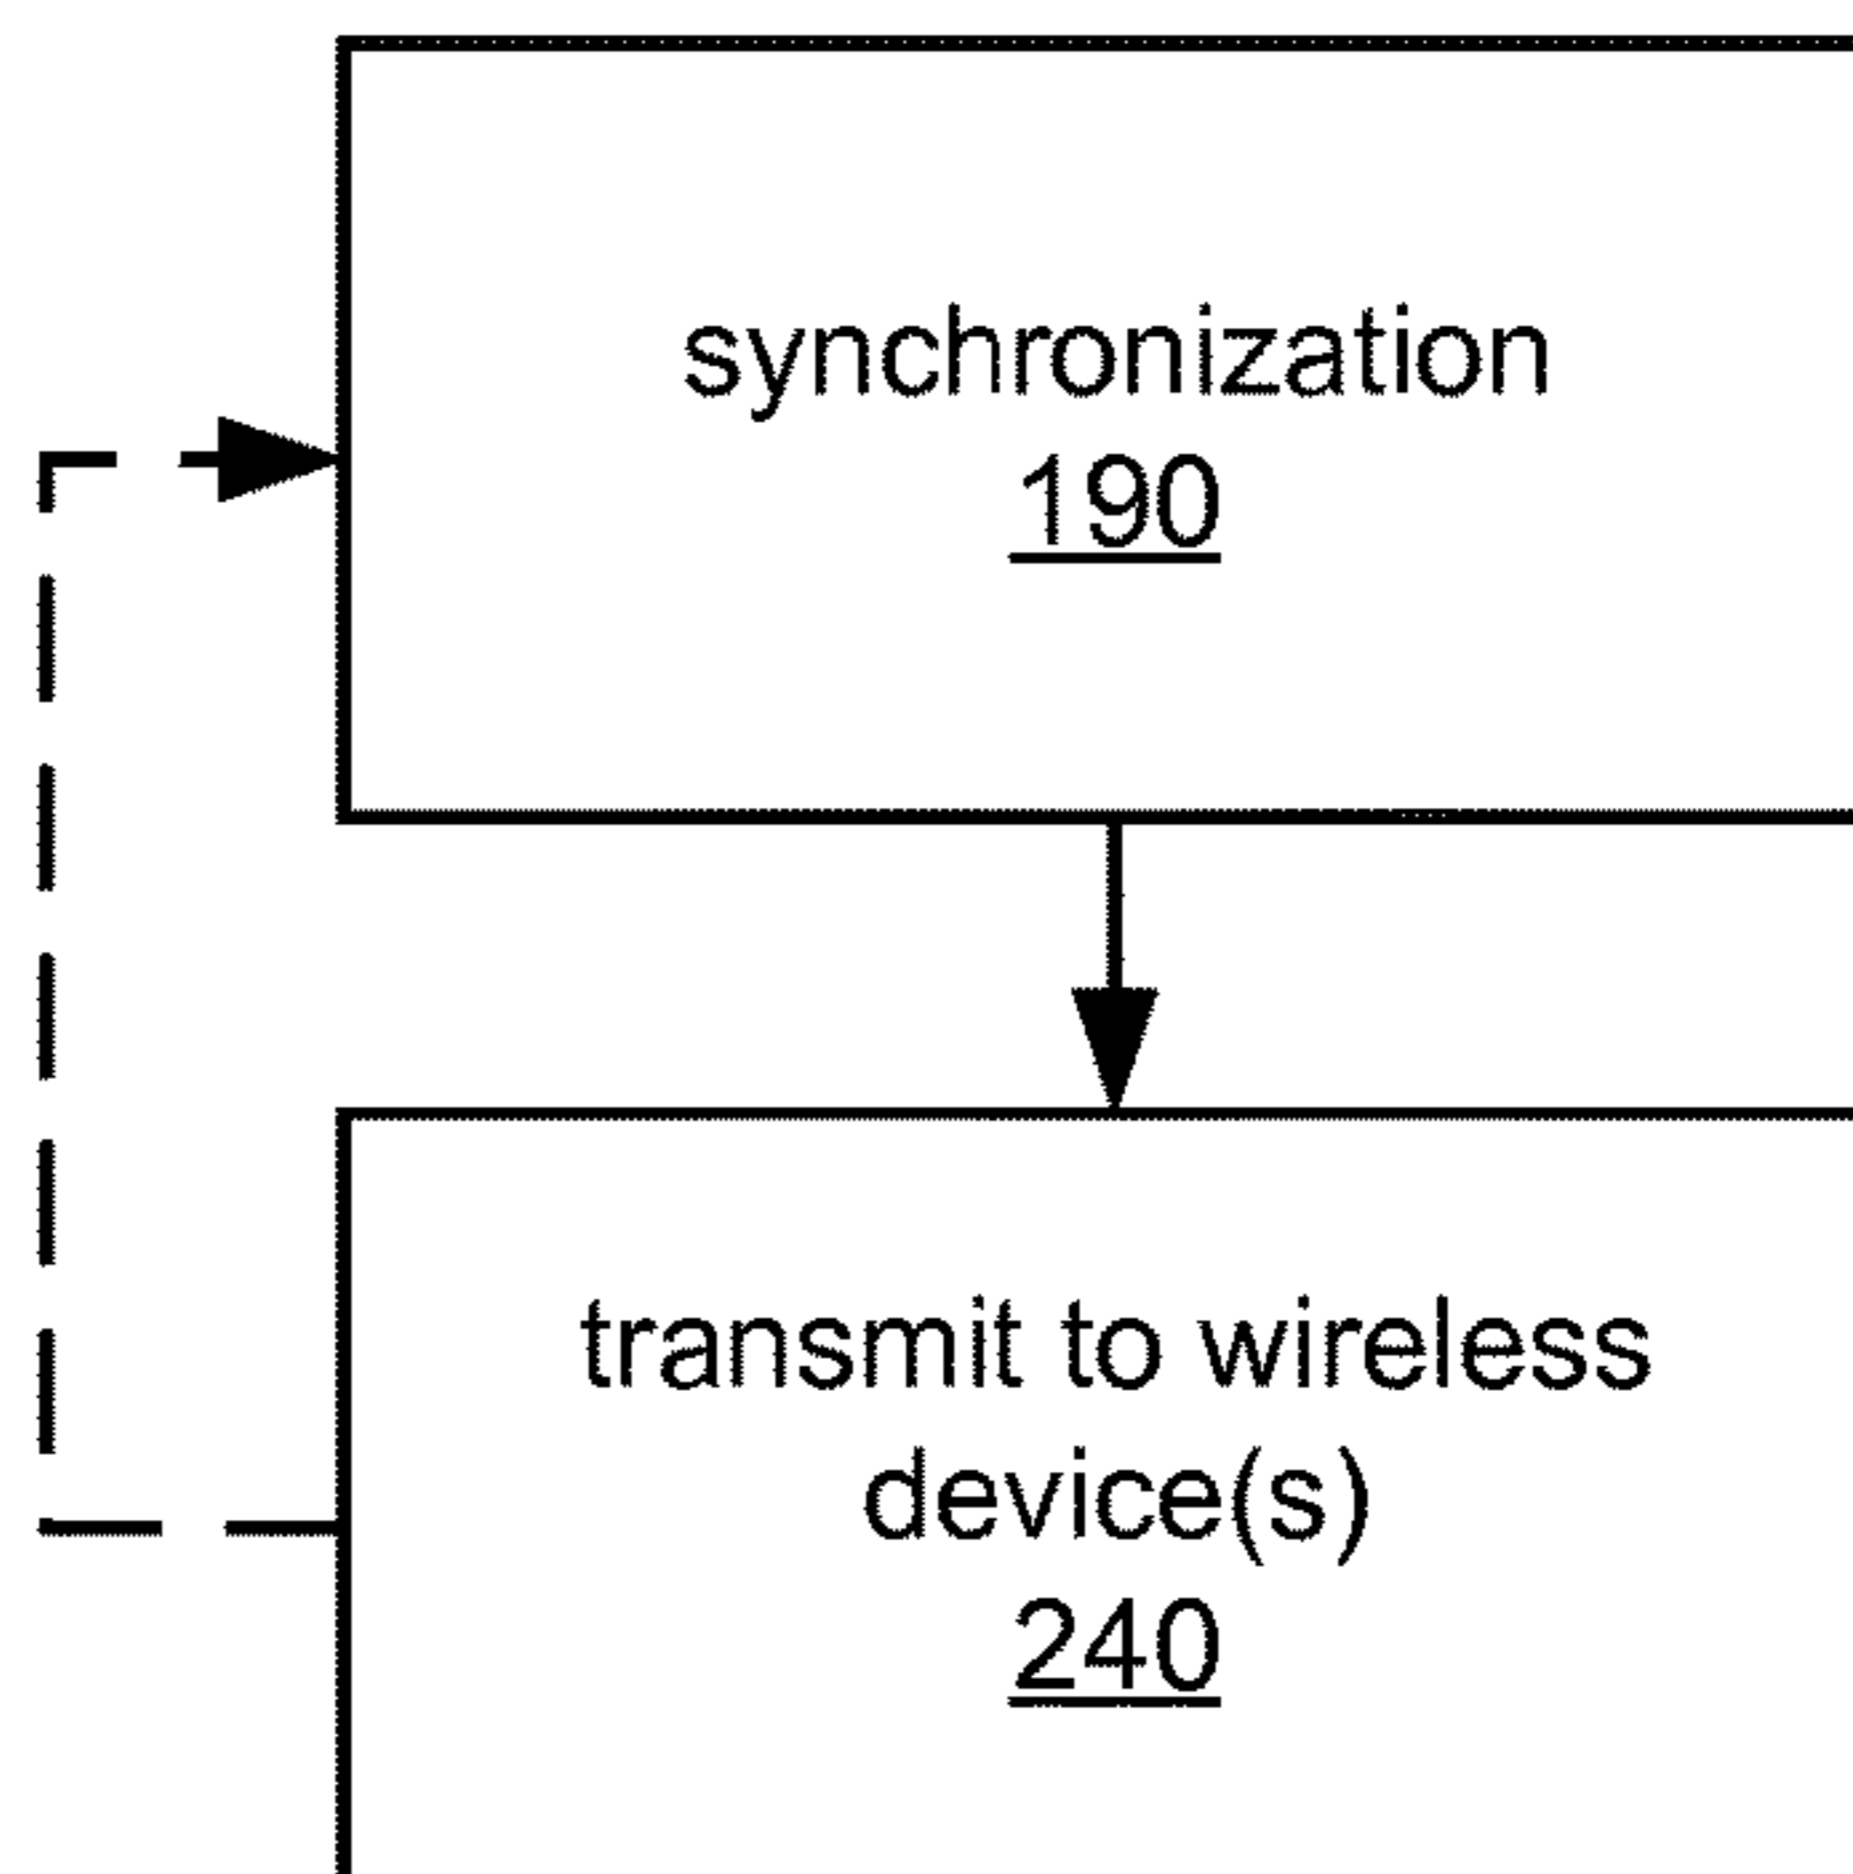 synchronization
190
transmit to wireless
device(s)
240